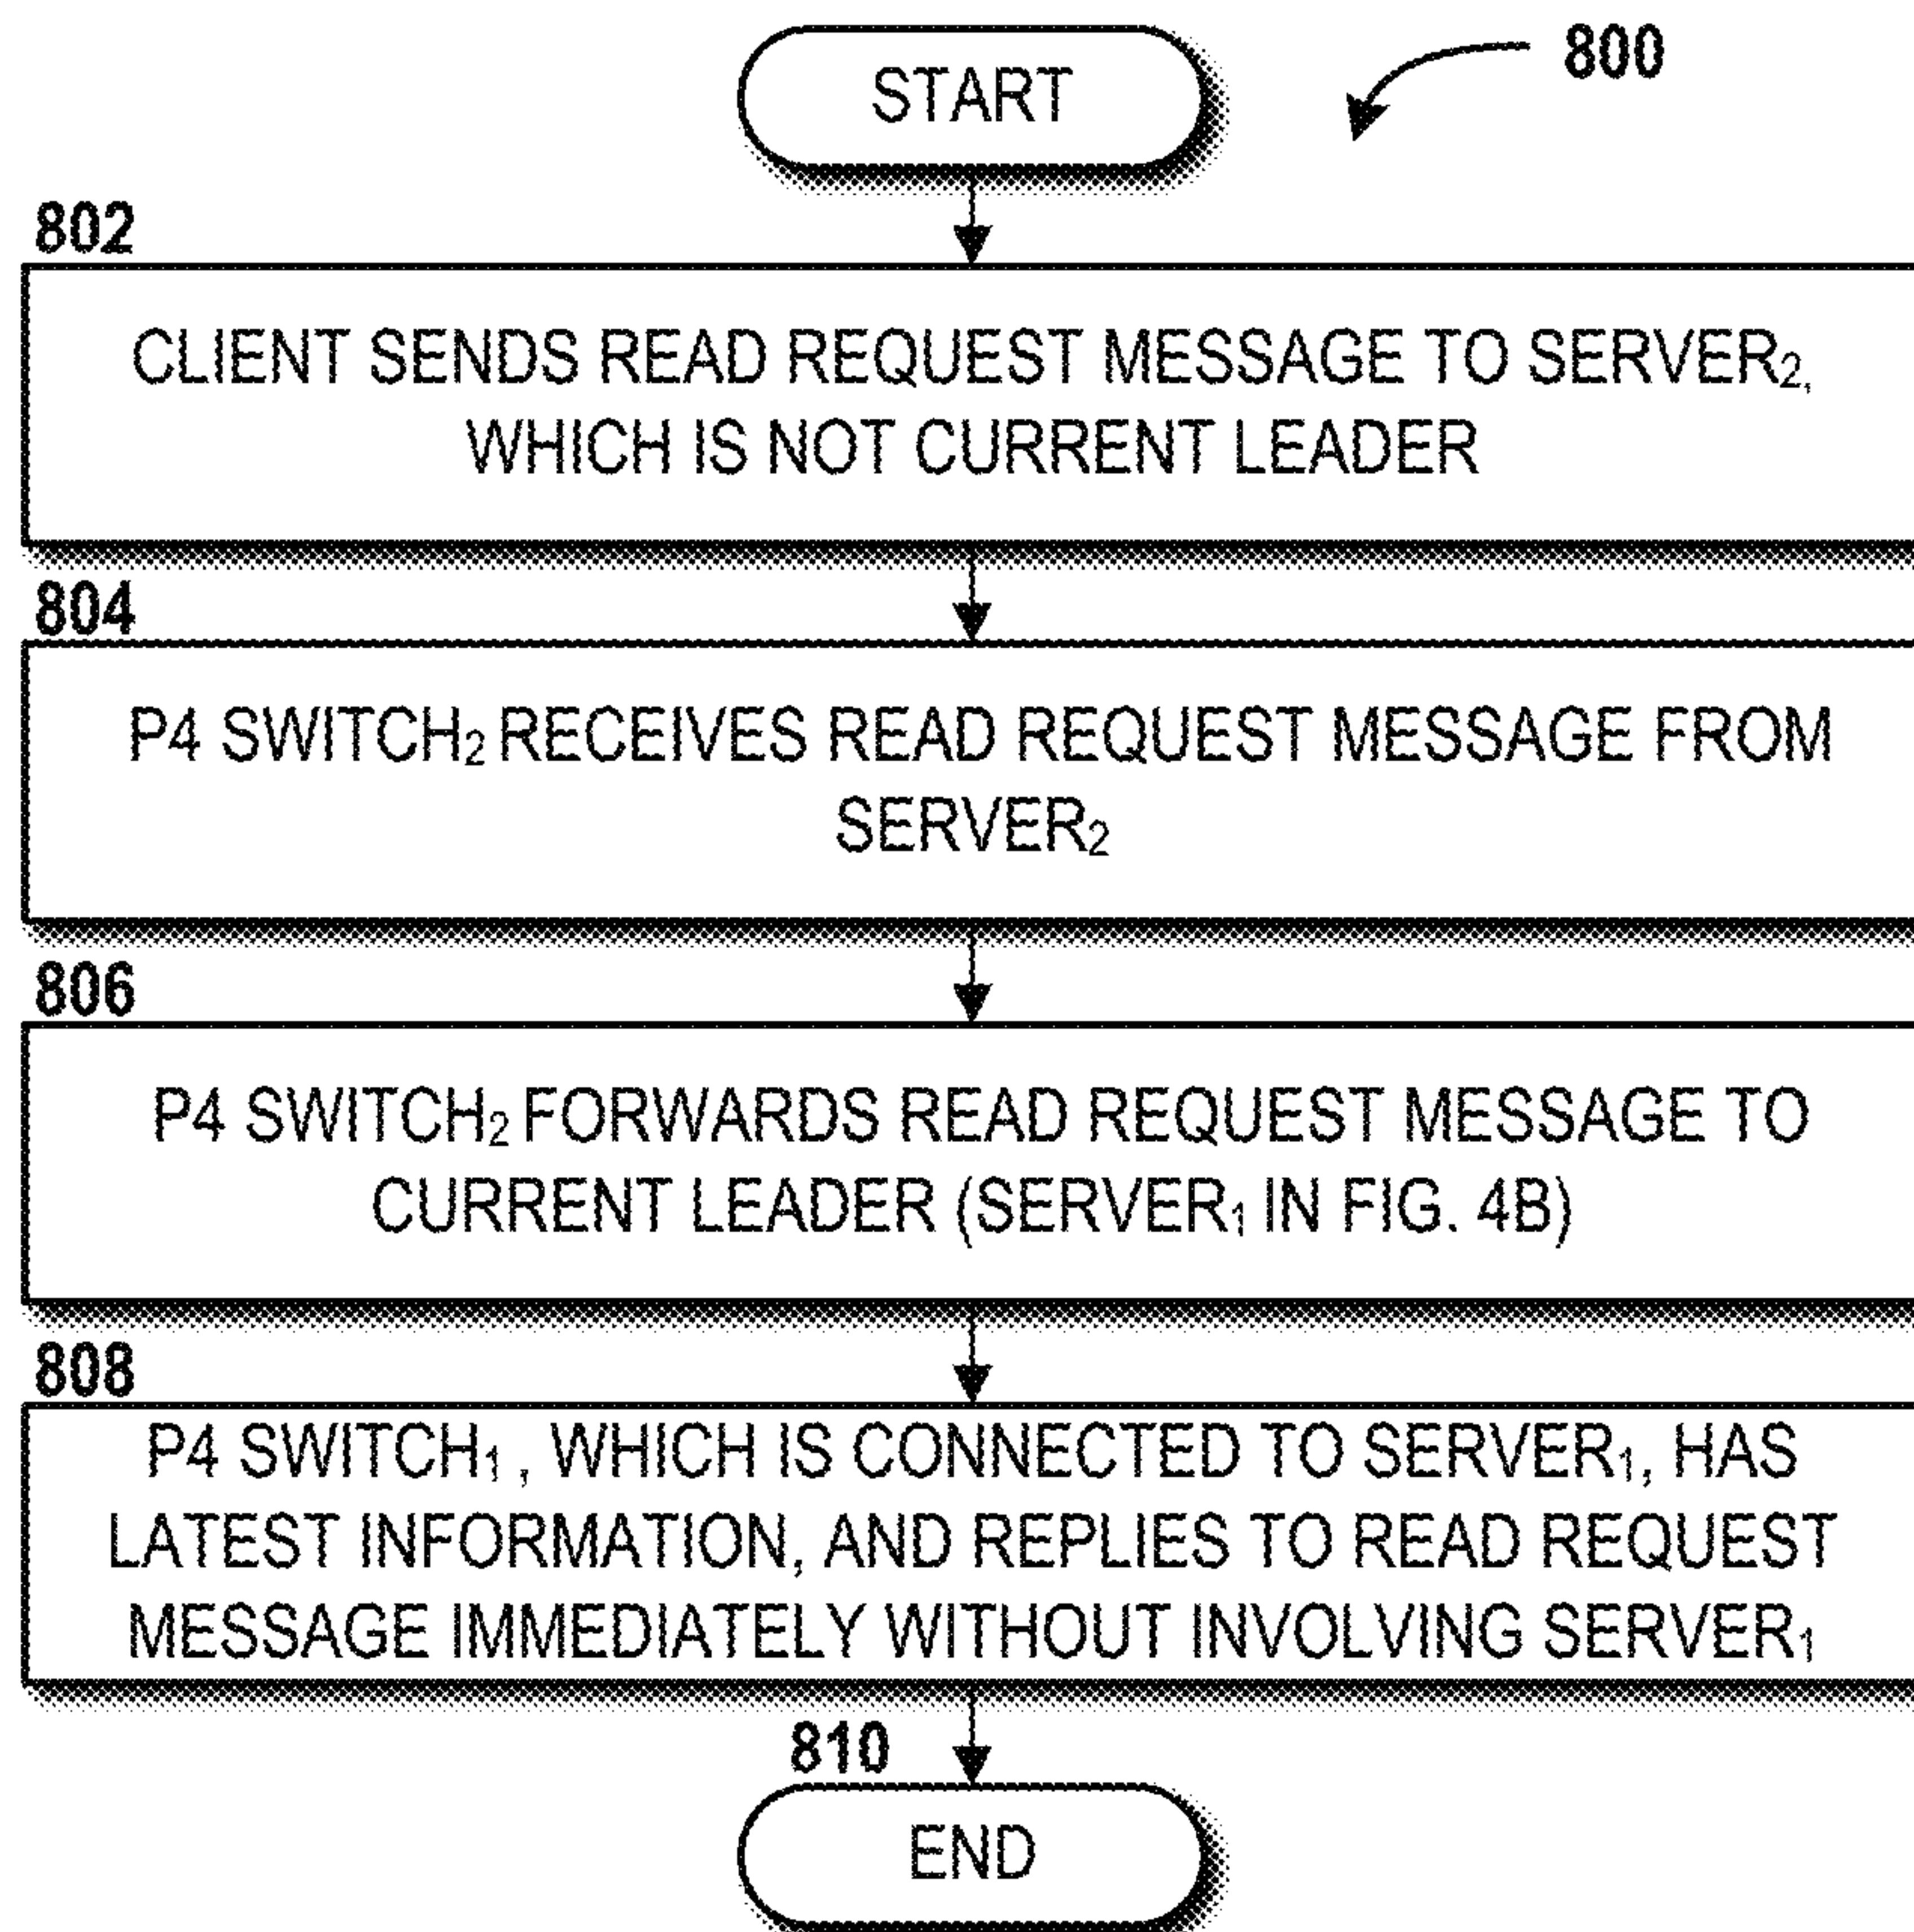 START
800
802
CLIENT SENDS READ REQUEST MESSAGE TO SERVER₂,
WHICH IS NOT CURRENT LEADER
804
P4 SWITCH₂ RECEIVES READ REQUEST MESSAGE FROM
SERVER₂
806
P4 SWITCH₂ FORWARDS READ REQUEST MESSAGE TO
CURRENT LEADER (SERVER₁ IN FIG. 4B)
808
P4 SWITCH₁, WHICH IS CONNECTED TO SERVER₁, HAS
LATEST INFORMATION, AND REPLIES TO READ REQUEST
MESSAGE IMMEDIATELY WITHOUT INVOLVING SERVER₁
810
END